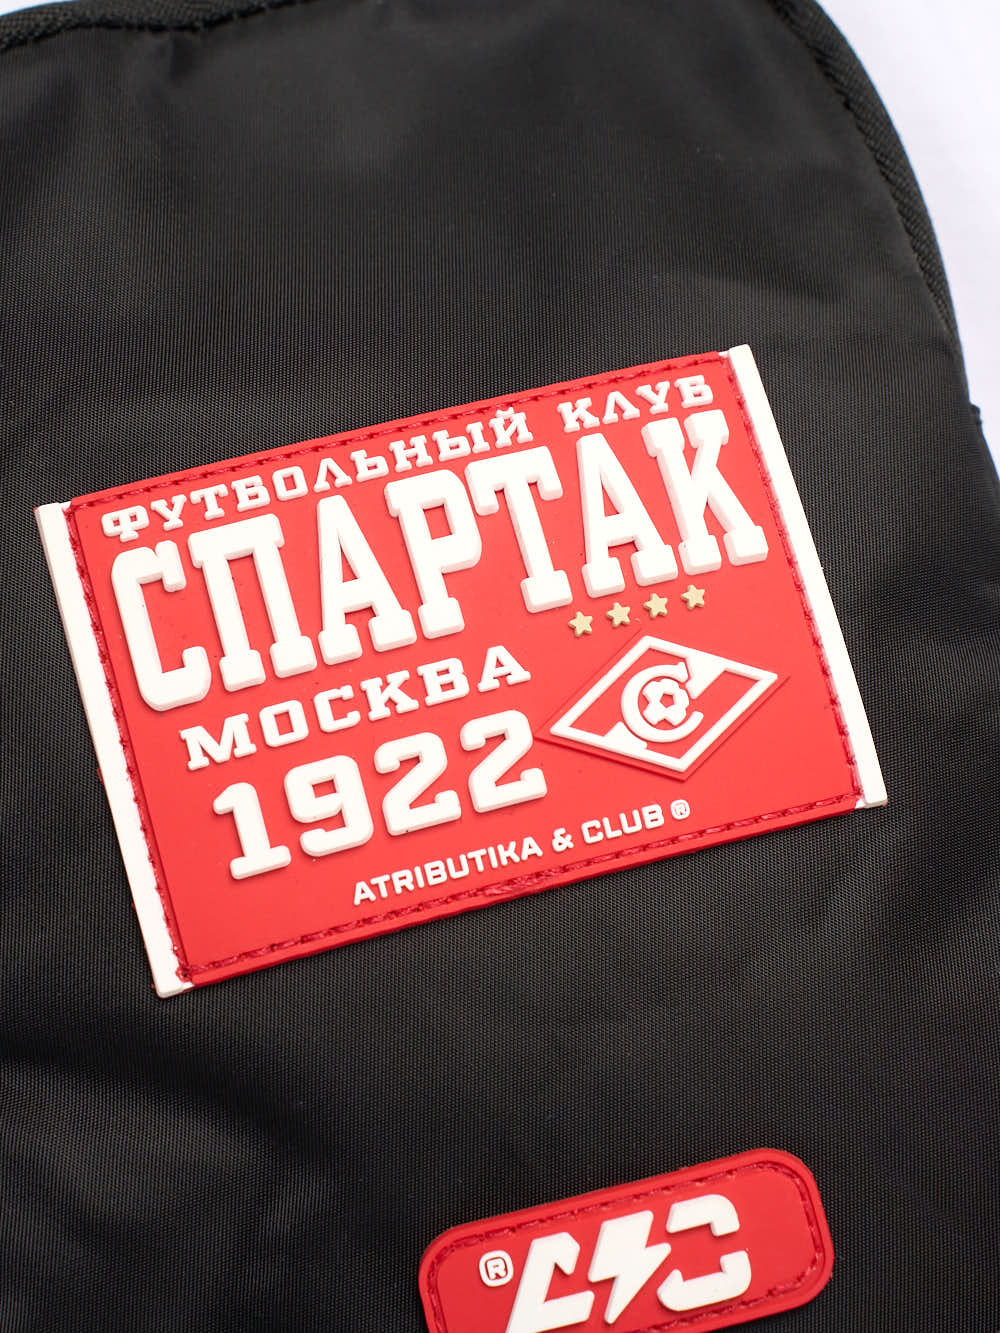 ФУТБОЛЬНЫЙ КЛУБ
СПАРТАК
МОСКВА
1922
ATRIBUTIKA & CLUB ®
®